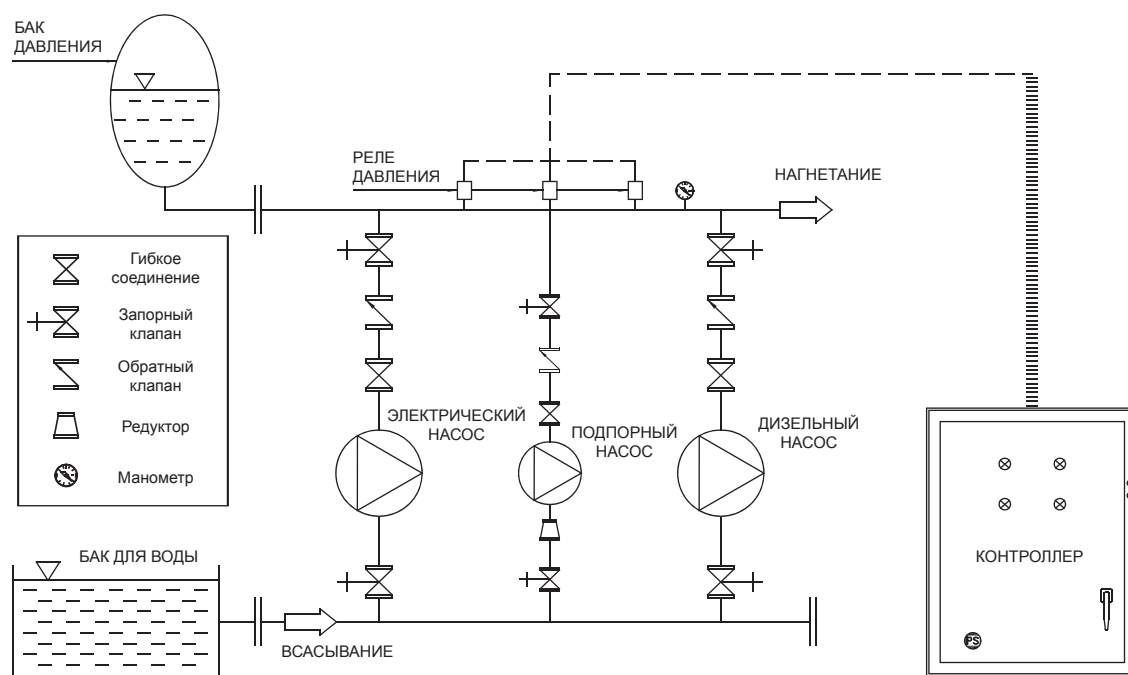 БАК
ДАВЛЕНИЯ
РЕЛЕ
ДАВЛЕНИЯ
НАГНЕТАНИЕ
Гибкое
соединение
Запорный
клапан
Обратный
клапан
Редуктор
Манометр
ЭЛЕКТРИЧЕСКИЙ
НАСОС
ПОДПОРНЫЙ
НАСОС
ДИЗЕЛЬНЫЙ
НАСОС
БАК ДЛЯ ВОДЫ
ВСАСЫВАНИЕ
КОНТРОЛЛЕР
PS